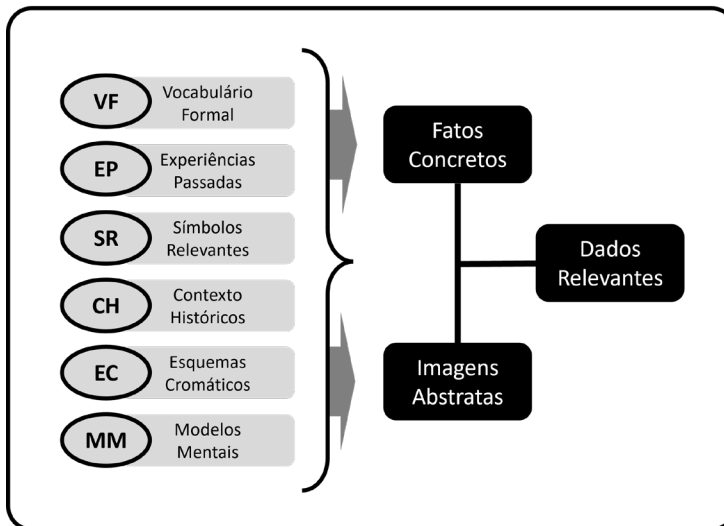 VF
Vocabulário
Formal
EP
Experiências
Passadas
SR
Símbolos
Relevantes
CH
Contexto
Históricos
EC
Esquemas
Cromáticos
MM
Modelos
Mentais
Fatos
Concretos
Dados
Relevantes
Imagens
Abstratas